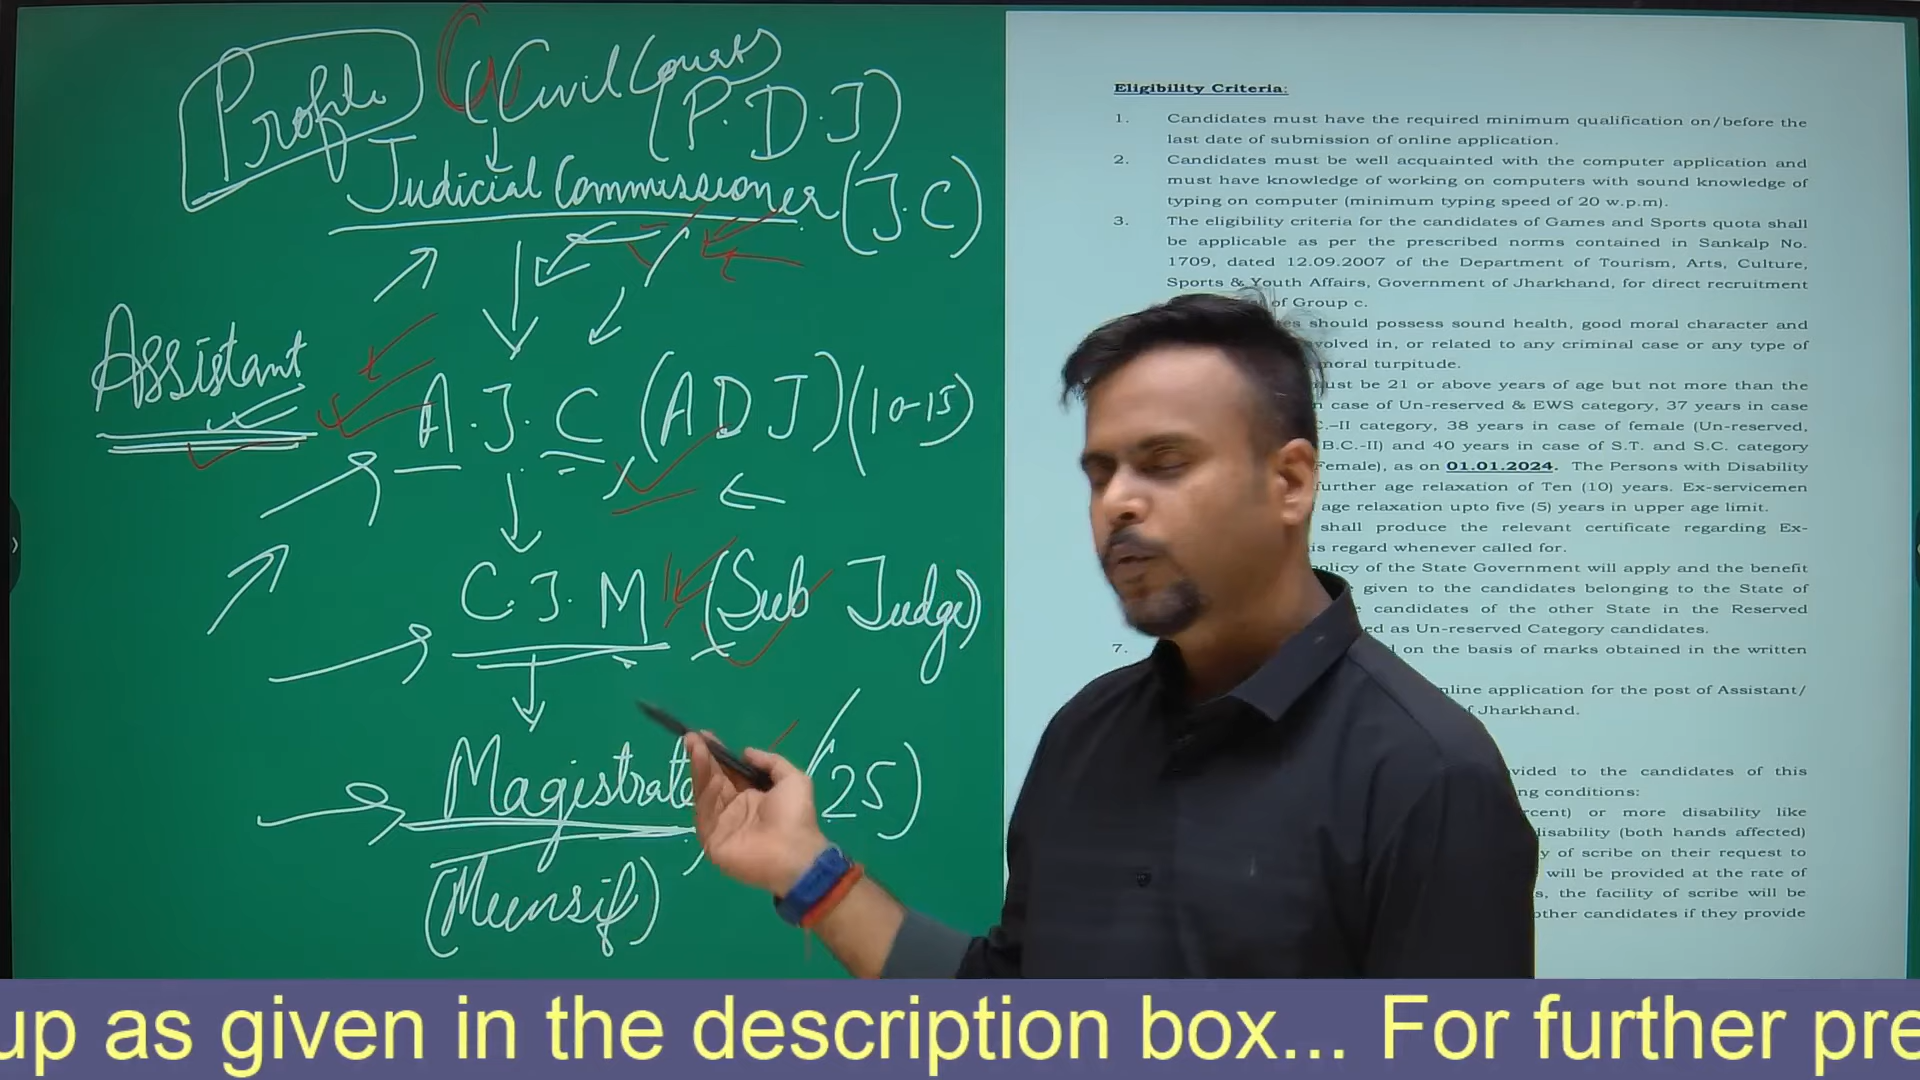 Profile
Civil Courts
(P.D.J)
Judicial Commissioner (J.C)
Assistant
A.J.C (ADJ) (10-15)
C.J.M (Sub Judge)
Magistrate (25)
(Munsif)
Eligibility Criteria:
1. Candidates must have the required minimum qualification on/before the
last date of submission of online application.
2. Candidates must be well acquainted with the computer application and
must have knowledge of working on computers with sound knowledge of
typing on computer (minimum typing speed of 20 w.p.m).
3. The eligibility criteria for the candidates of Games and Sports quota shall
be applicable as per the prescribed norms contained in Sankalp No.
1709, dated 12.09.2007 of the Department of Tourism, Arts, Culture,
Sports & Youth Affairs, Government of Jharkhand, for direct recruitment
of Group c.
should possess sound health, good moral character and
volved in, or related to any criminal case or any type of
moral turpitude.
ust be 21 or above years of age but not more than the
n case of Un-reserved & EWS category, 37 years in case
C.-II category, 38 years in case of female (Un-reserved,
B.C.-II) and 40 years in case of S.T. and S.C. category
Female), as on 01.01.2024. The Persons with Disability
further age relaxation of Ten (10) years. Ex-servicemen
age relaxation upto five (5) years in upper age limit.
shall produce the relevant certificate regarding Ex-
is regard whenever called for.
policy of the State Government will apply and the benefit
given to the candidates belonging to the State of
candidates of the other State in the Reserved
ed as Un-reserved Category candidates.
7. on the basis of marks obtained in the written
nline application for the post of Assistant/
f Jharkhand.
vided to the candidates of this
ng conditions:
rcent) or more disability like
disability (both hands affected)
y of scribe on their request to
will be provided at the rate of
s, the facility of scribe will be
other candidates if they provide
up as given in the description box... For further pre